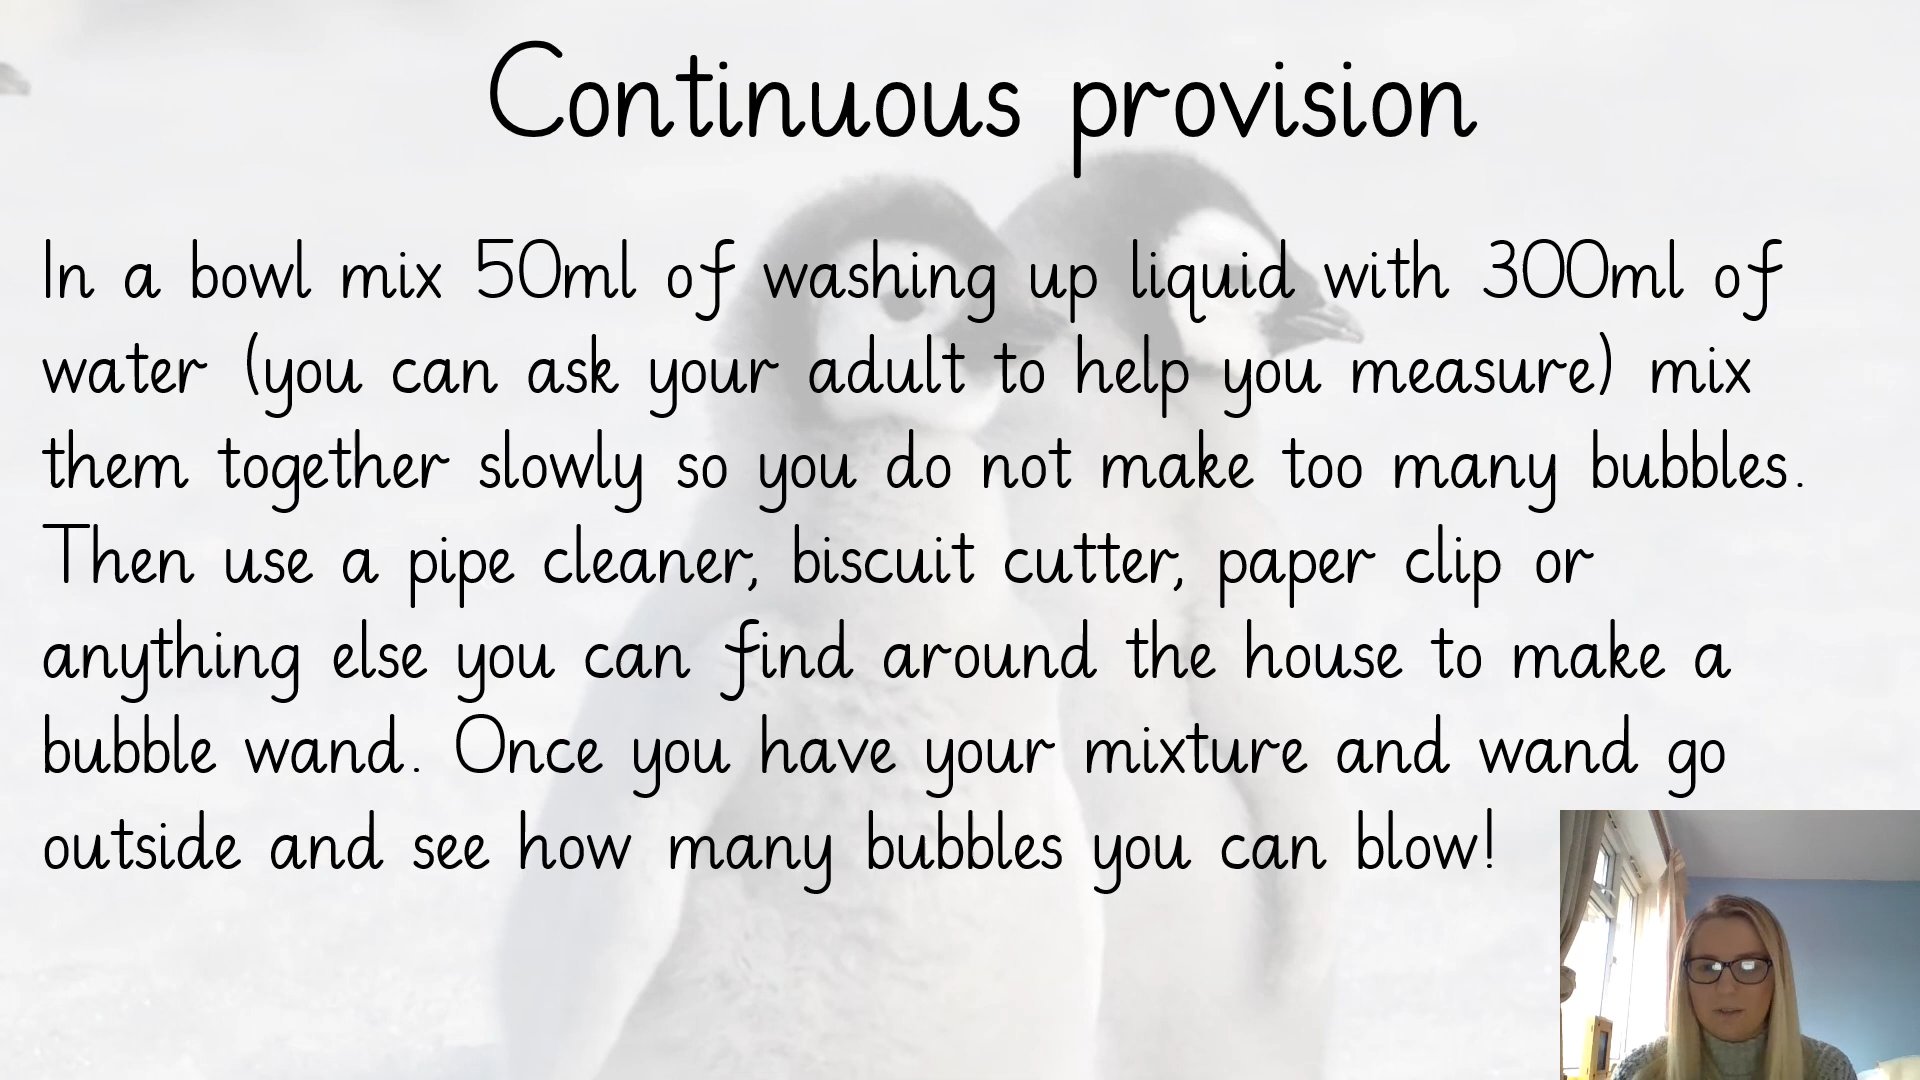 Continuous provision
In a bowl mix 50ml of washing up liquid with 300ml of
water (you can ask your adult to help you measure) mix
them together slowly so you do not make too many bubbles.
Then use a pipe cleaner, biscuit cutter, paper clip or
anything else you can find around the house to make a
bubble wand. Once you have your mixture and wand go
outside and see how many bubbles you can blow!